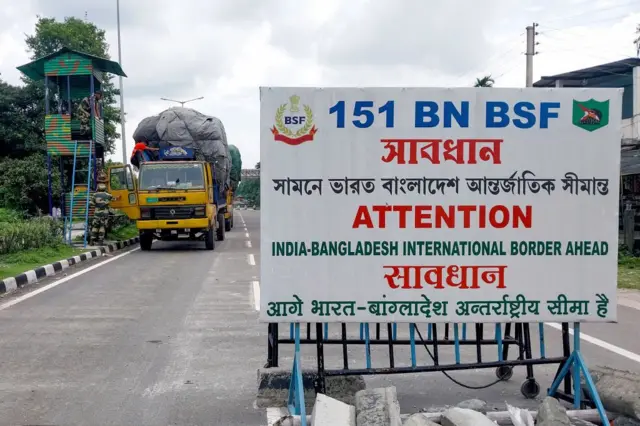 151 BN BSF
BSF
সাবধান
সামনে ভারত বাংলাদেশ আন্তর্জাতিক সীমান্ত
ATTENTION
INDIA-BANGLADESH INTERNATIONAL BORDER AHEAD
सावधान
आगे भारत-बांग्लादेश अन्तर्राष्ट्रीय सीमा है